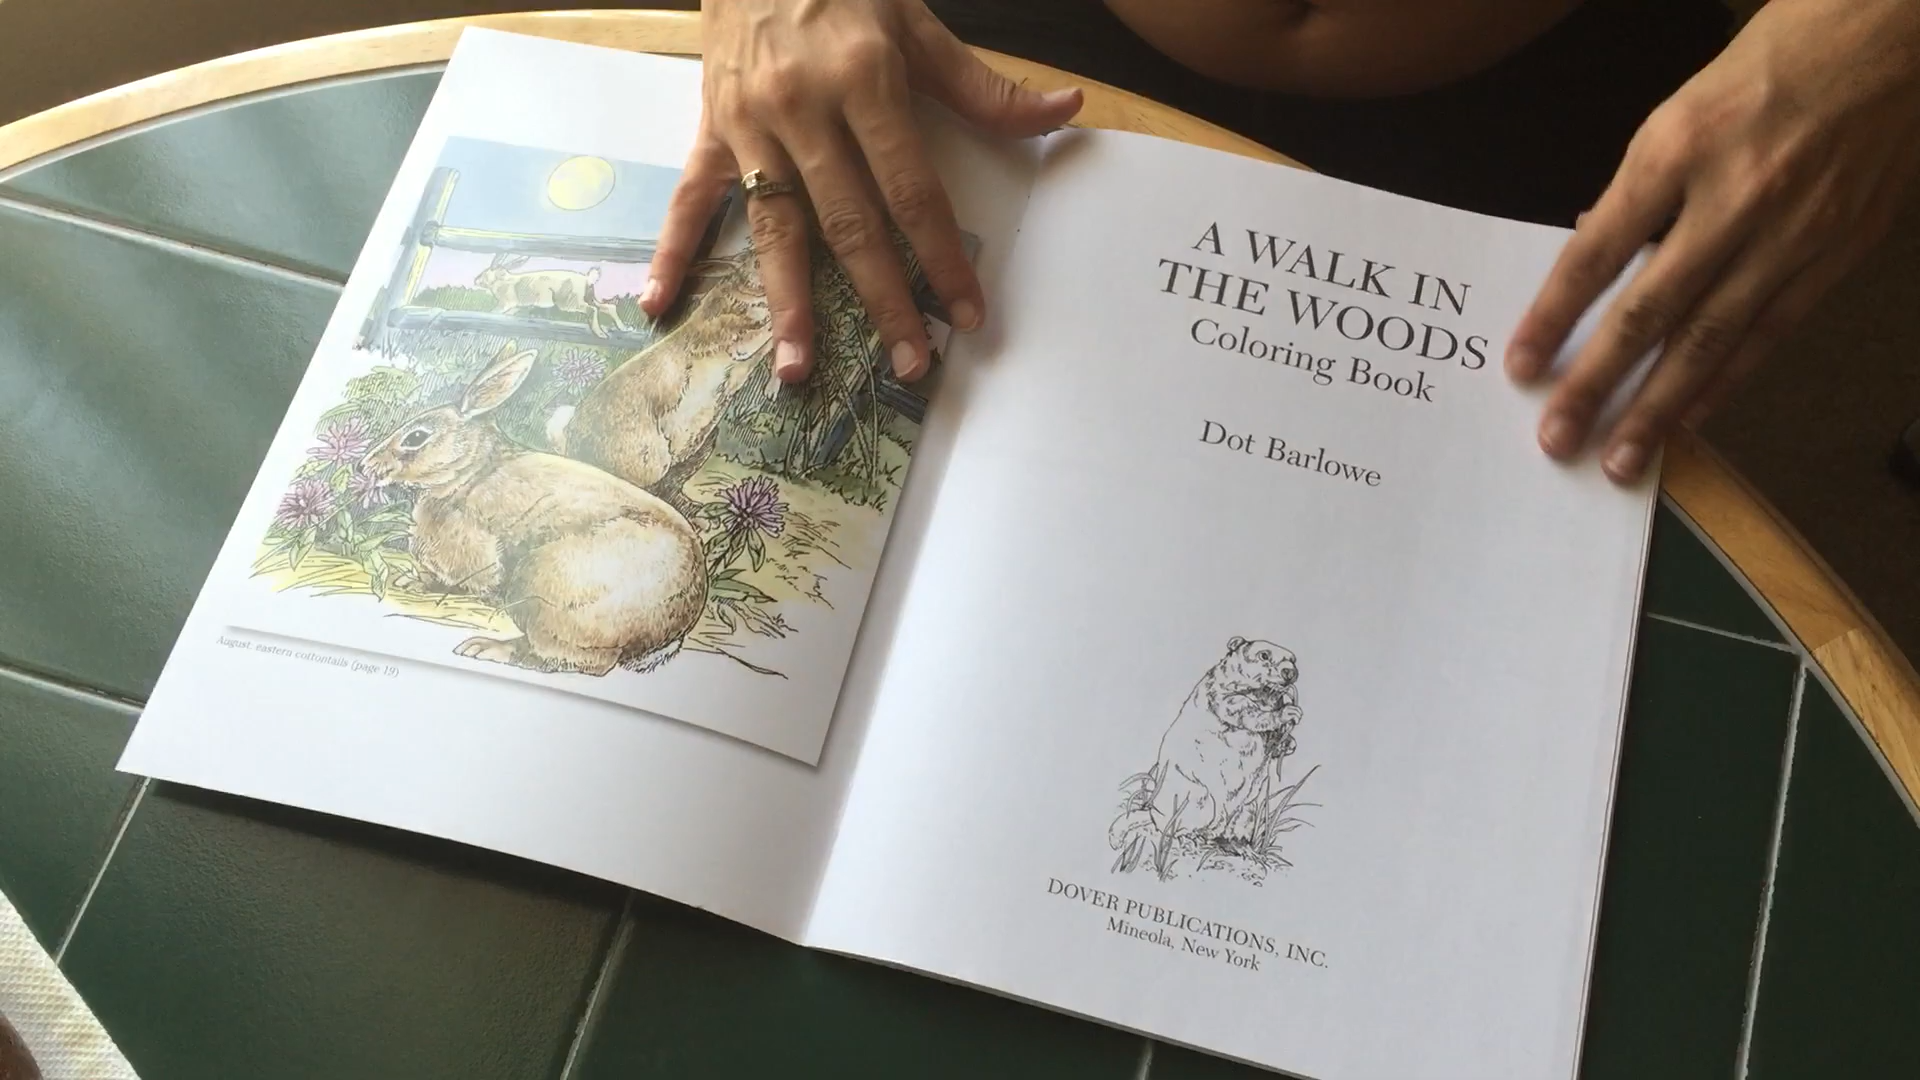 August: eastern cottontails (page 19)
A WALK IN
THE WOODS
Coloring Book
Dot Barlowe
DOVER PUBLICATIONS, INC.
Mineola, New York